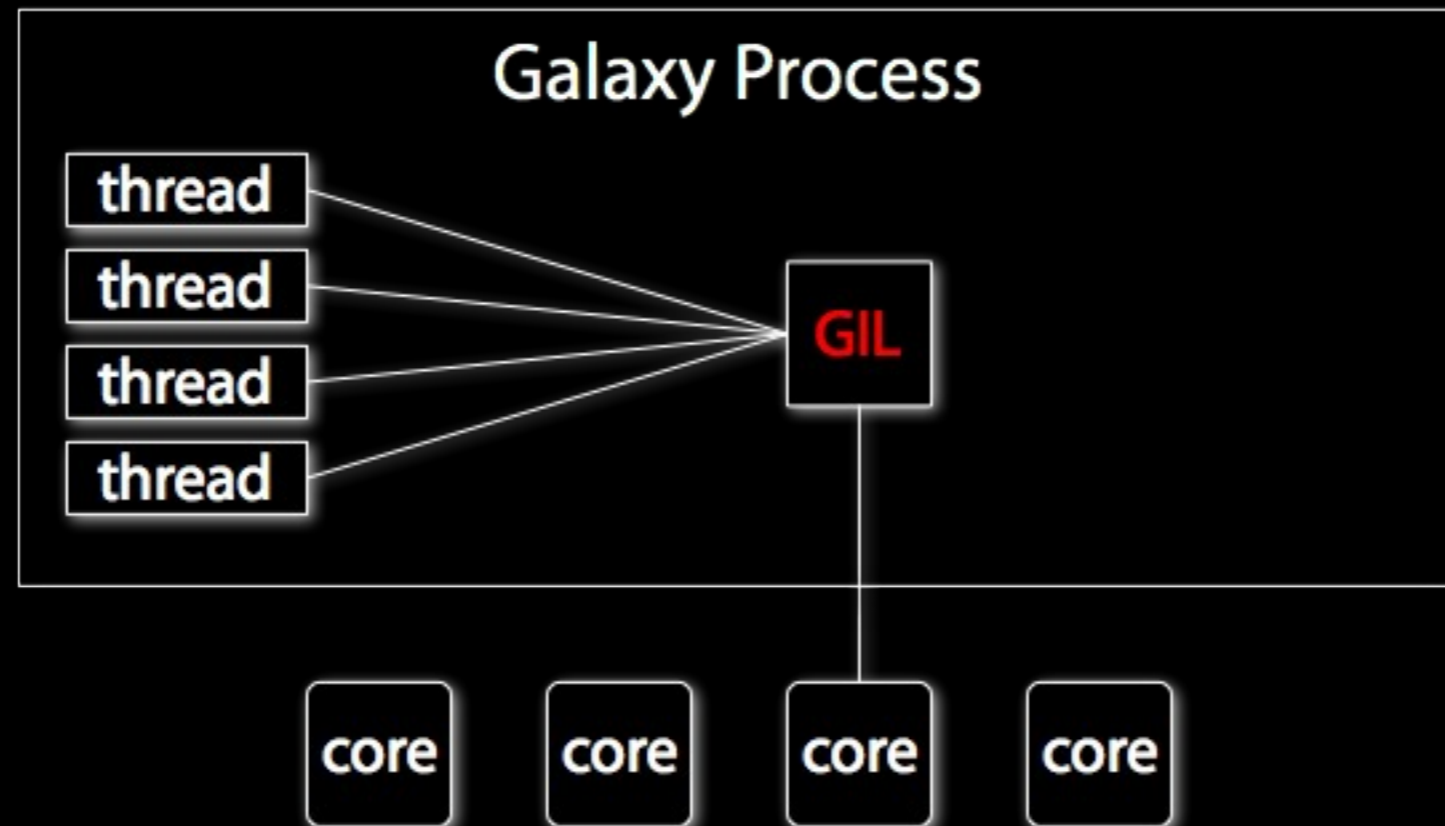 Galaxy Process
thread
thread
thread
thread
GIL
core
core
core
core